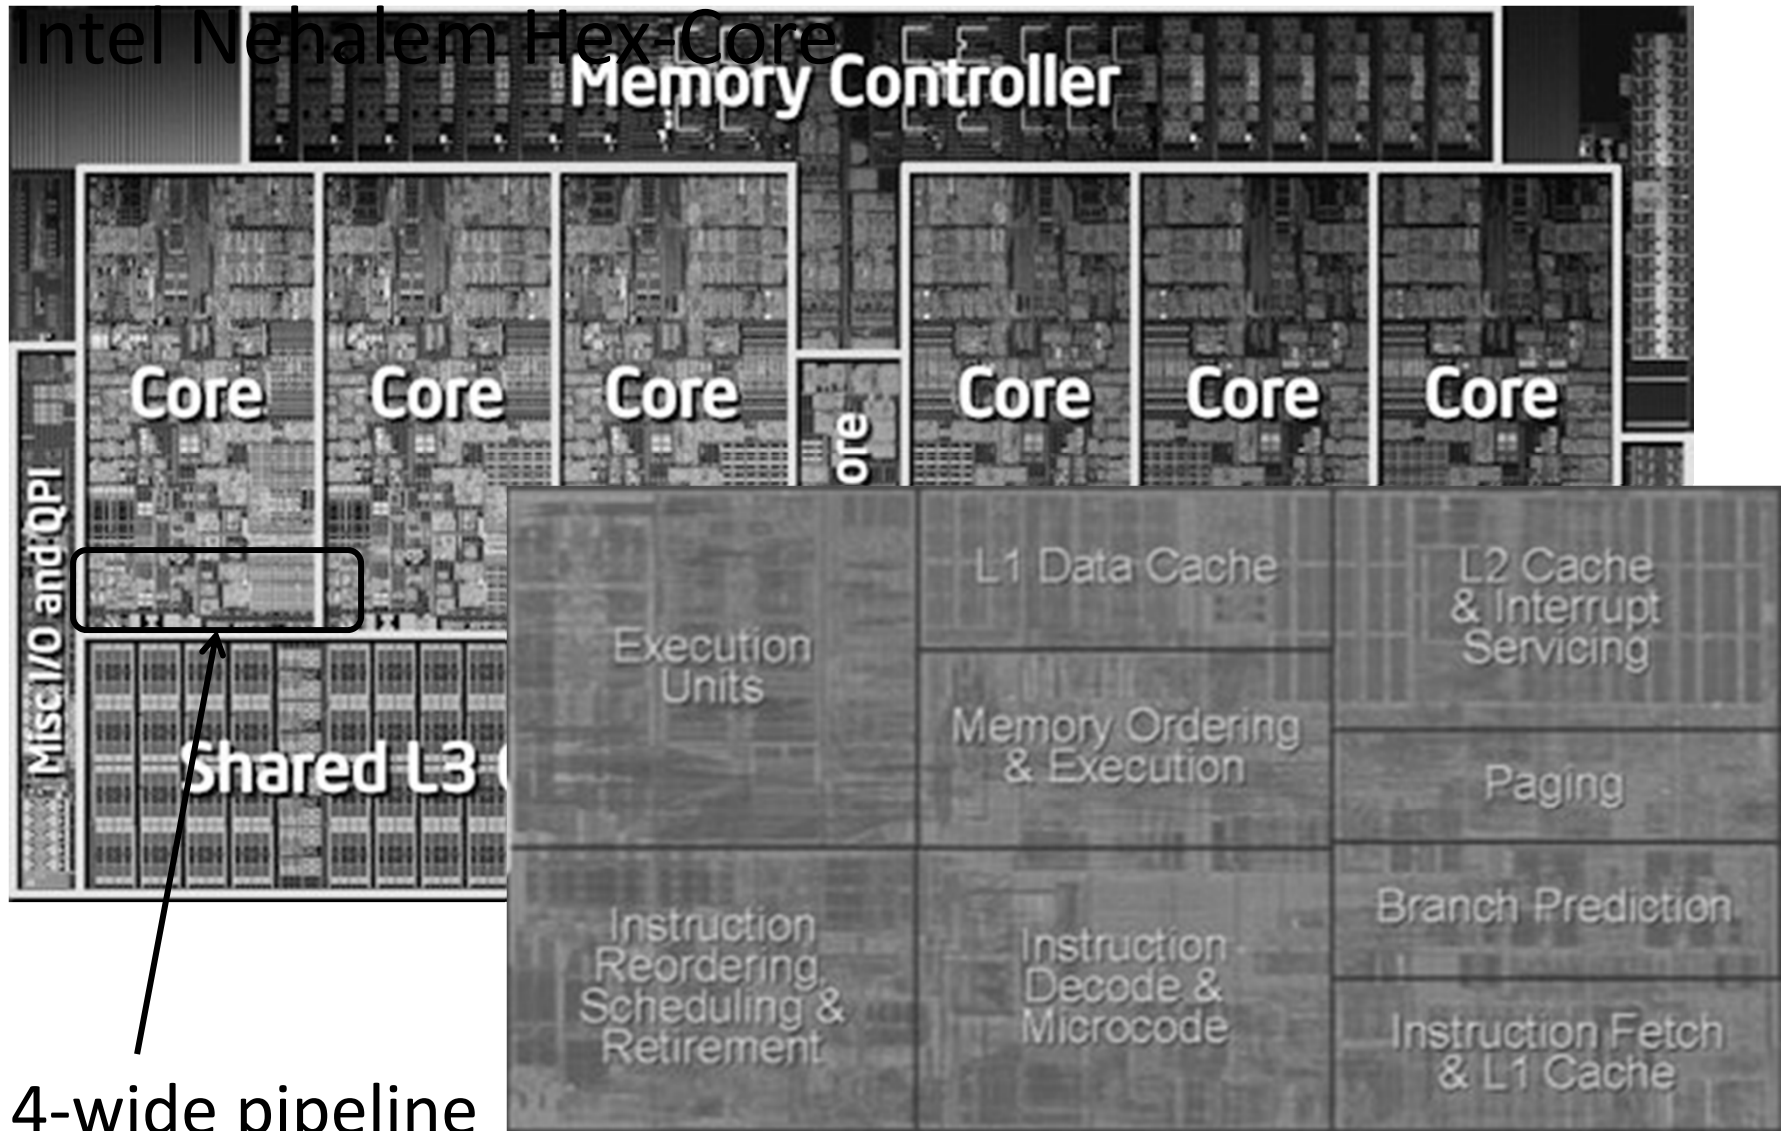 Intel Nehalem Hex-Core
Memory Controller
Core
Core
Core
Core
Core
Core
ore
Misc I/O and QPI
Shared L3 C
4-wide pipeline
Execution
Units
L1 Data Cache
L2 Cache
& Interrupt
Servicing
Memory Ordering
& Execution
Paging
Branch Prediction
Instruction
Reordering,
Scheduling &
Retirement
Instruction
Decode &
Microcode
Instruction Fetch
& L1 Cache